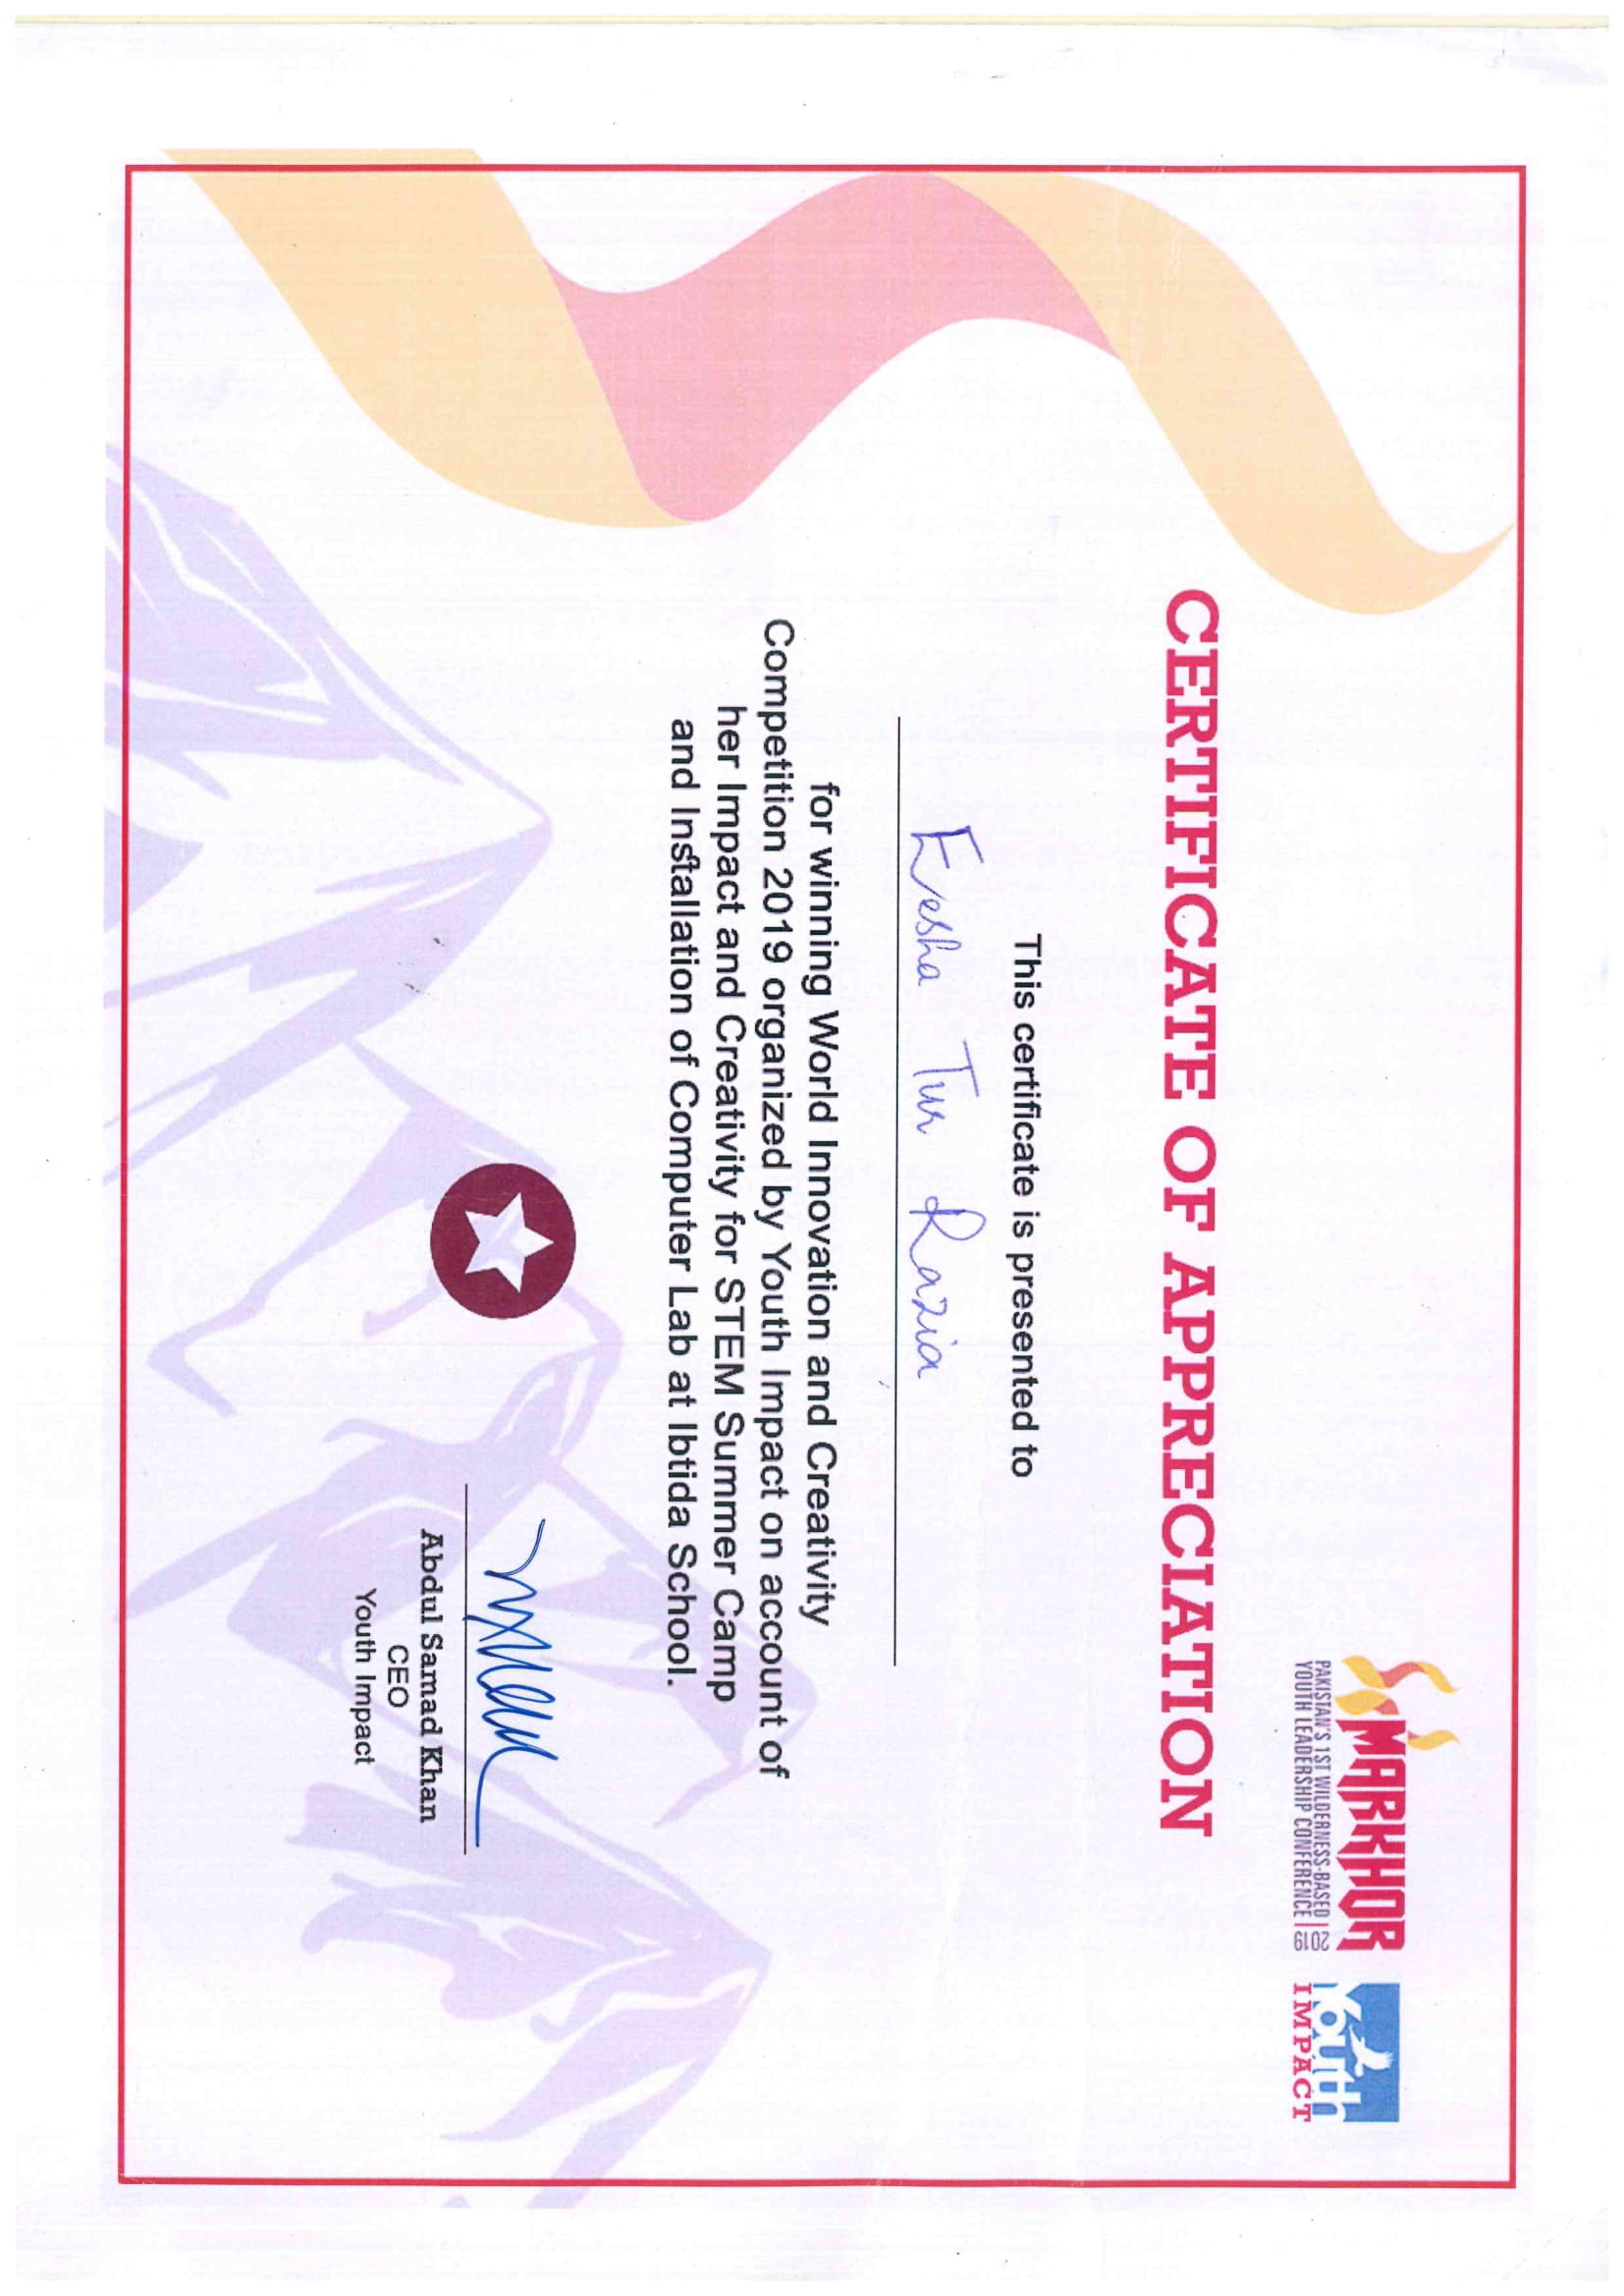 MARKHOR
PAKISTAN'S 1ST WILDERNESS-BASED
YOUTH LEADERSHIP CONFERENCE
2019
Youth
IMPACT
CERTIFICATE OF APPRECIATION
This certificate is presented to
Eesha Tur Razia
for winning World Innovation and Creativity
Competition 2019 organized by Youth Impact on account of
her Impact and Creativity for STEM Summer Camp
and Installation of Computer Lab at Ibtida School.
Abdul Samad Khan
CEO
Youth Impact